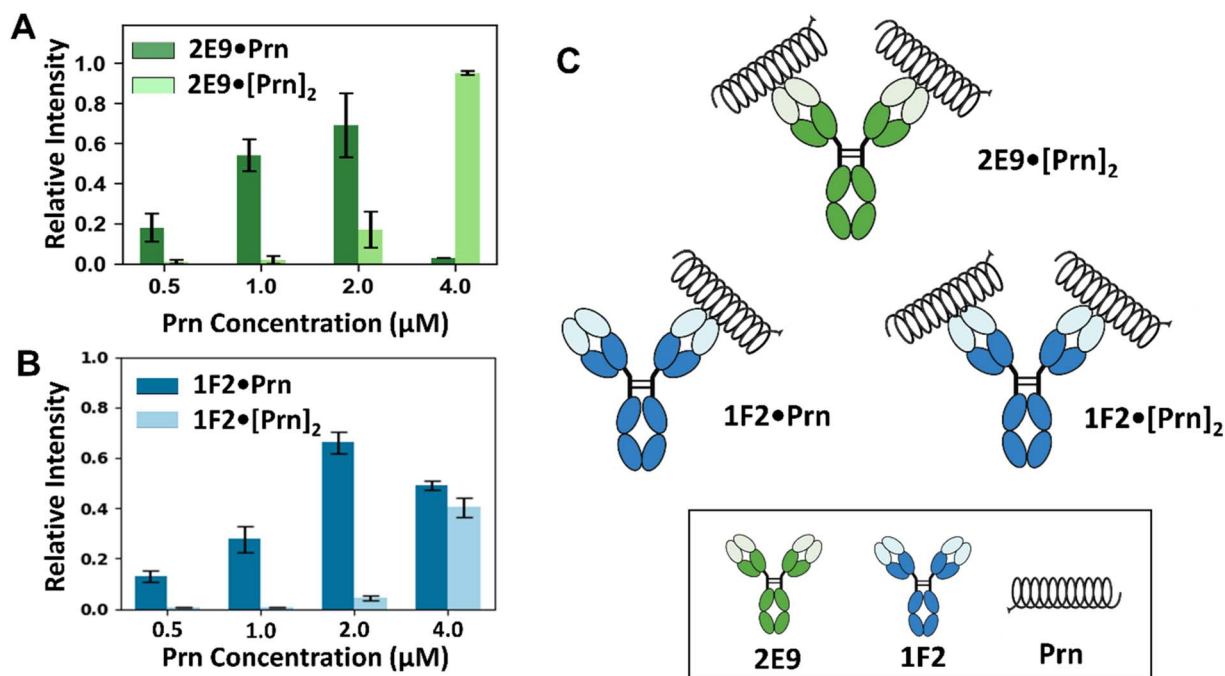 A
2E9•Prn
2E9•[Prn]₂
Relative Intensity
1.0
0.8
0.6
0.4
0.2
0.0
0.5 1.0 2.0 4.0
Prn Concentration (µM)
B
1F2•Prn
1F2•[Prn]₂
Relative Intensity
1.0
0.8
0.6
0.4
0.2
0.0
0.5 1.0 2.0 4.0
Prn Concentration (µM)
C
2E9•[Prn]₂
1F2•Prn
1F2•[Prn]₂
2E9 1F2 Prn